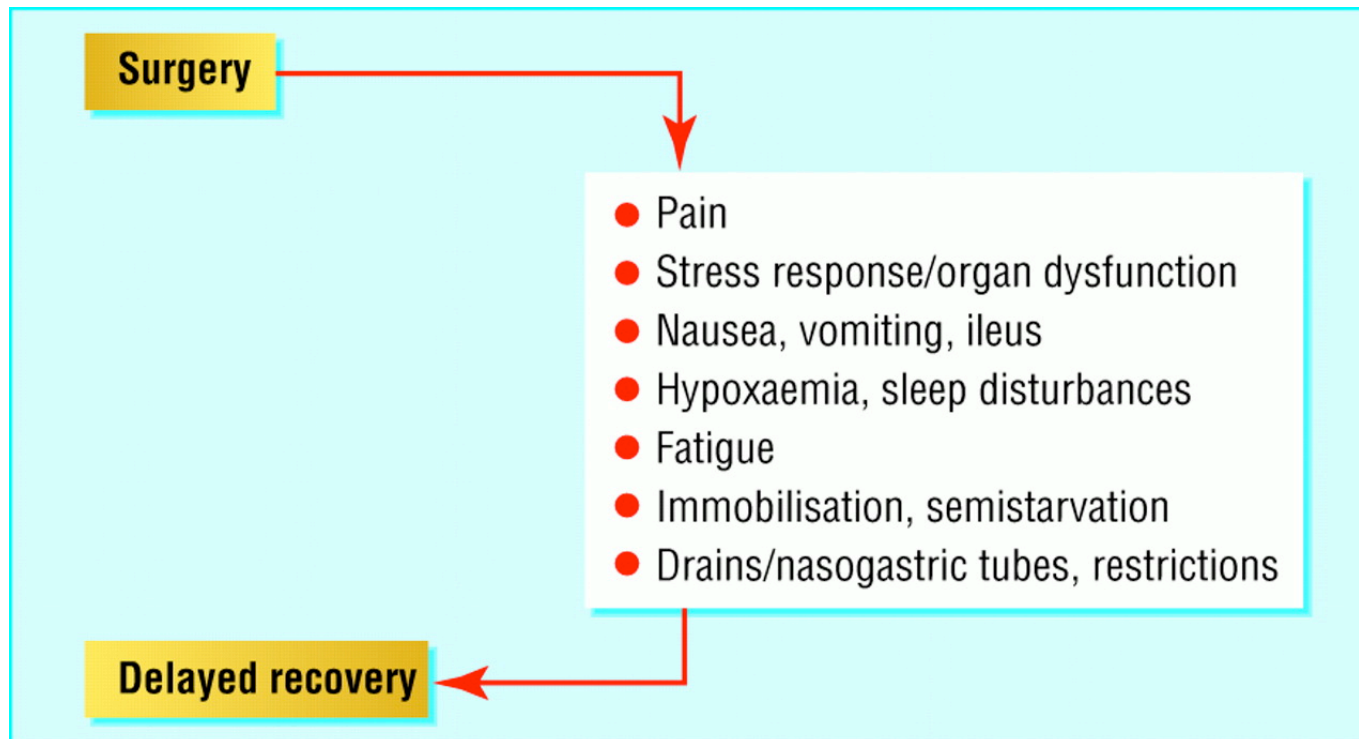 Surgery
Pain
Stress response/organ dysfunction
Nausea, vomiting, ileus
Hypoxaemia, sleep disturbances
Fatigue
Immobilisation, semistarvation
Drains/nasogastric tubes, restrictions
Delayed recovery